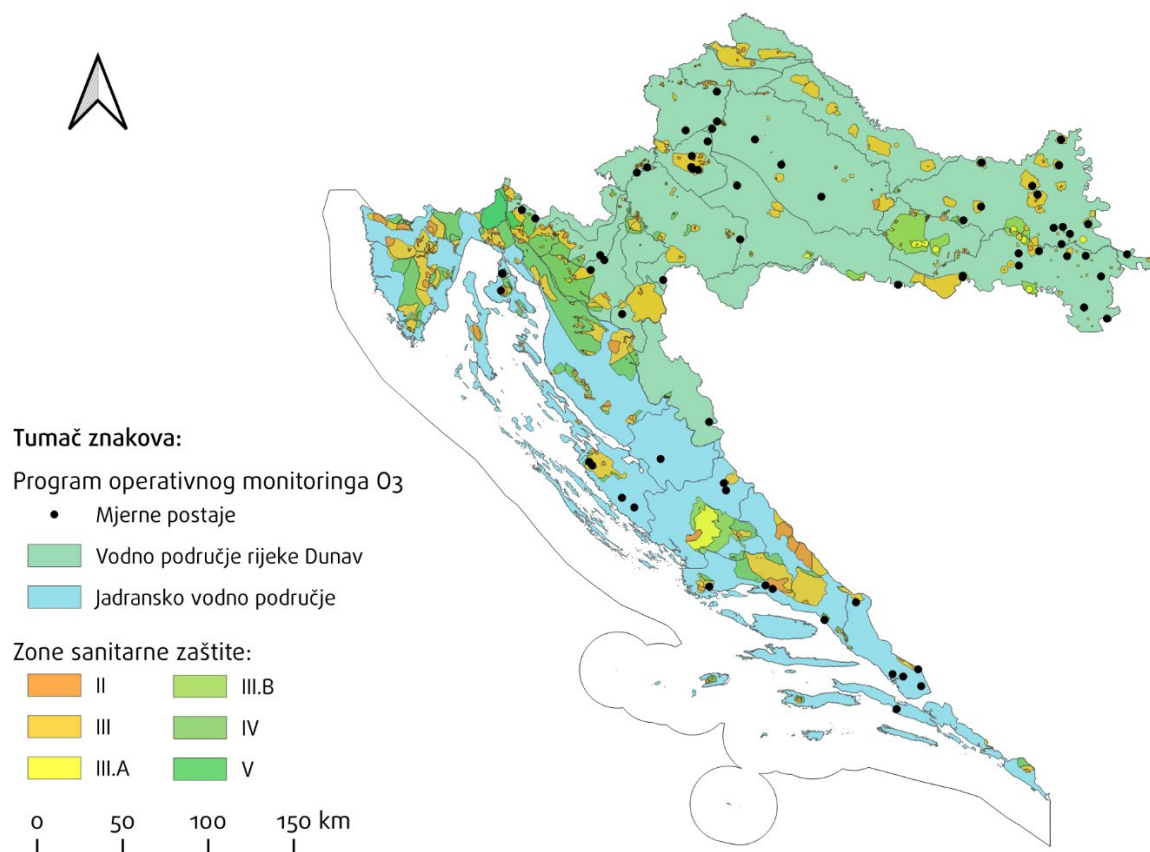 Tumač znakova:
Program operativnog monitoringa O3
Mjerne postaje
Vodno područje rijeke Dunav
Jadransko vodno područje
Zone sanitarne zaštite:
II
III
III.A
III.B
IV
V
0 50 100 150 km